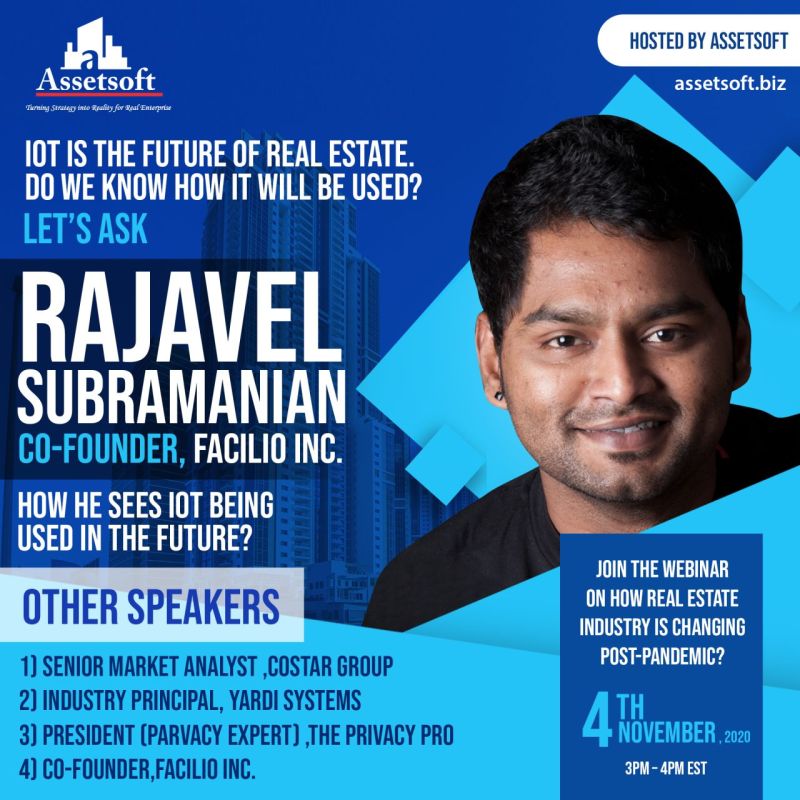 Assetsoft
Turning Strategy into Reality for Real Enterprise
HOSTED BY ASSETSOFT
assetsoft.biz
IOT IS THE FUTURE OF REAL ESTATE.
DO WE KNOW HOW IT WILL BE USED?
LET'S ASK
RAJAVEL
SUBRAMANIAN
CO-FOUNDER, FACILIO INC.
HOW HE SEES IOT BEING
USED IN THE FUTURE?
OTHER SPEAKERS
1) SENIOR MARKET ANALYST ,COSTAR GROUP
2) INDUSTRY PRINCIPAL, YARDI SYSTEMS
3) PRESIDENT (PARVACY EXPERT) ,THE PRIVACY PRO
4) CO-FOUNDER,FACILIO INC.
JOIN THE WEBINAR
ON HOW REAL ESTATE
INDUSTRY IS CHANGING
POST-PANDEMIC?
4TH
NOVEMBER, 2020
3PM – 4PM EST